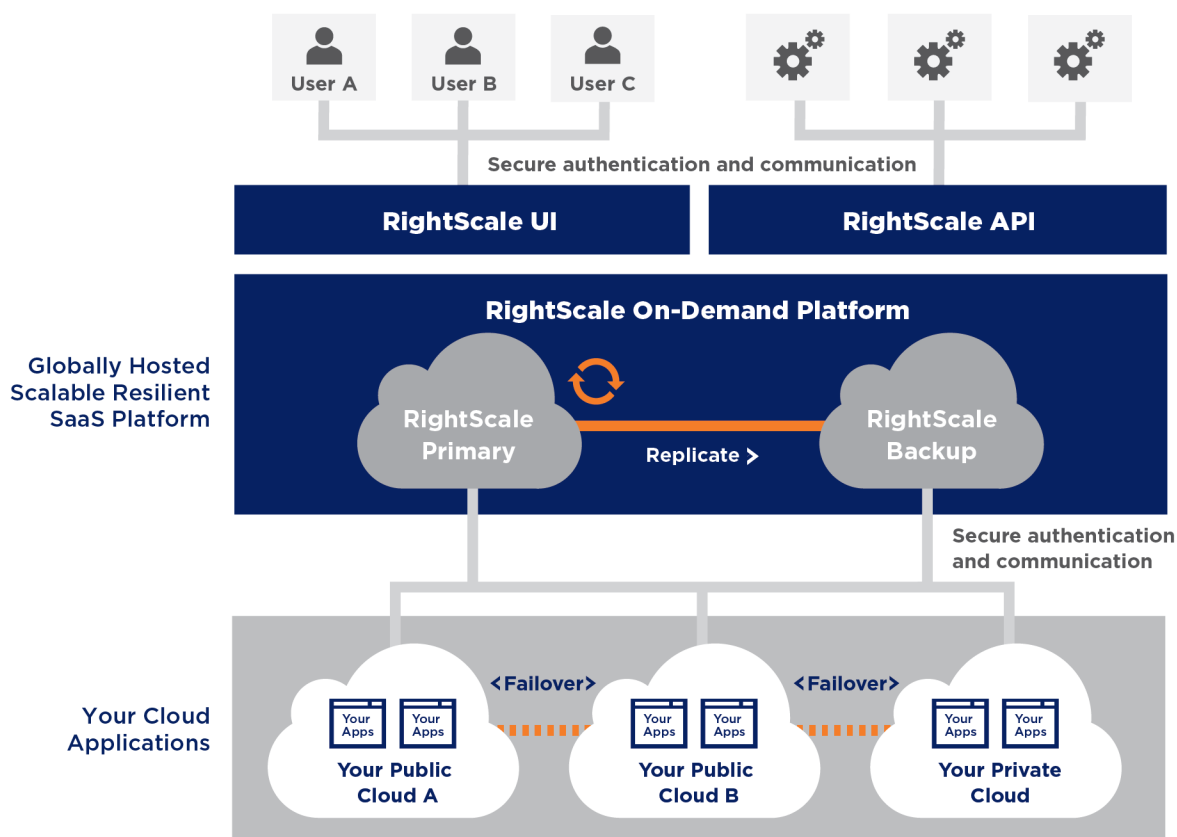 User A
User B
User C
Secure authentication and communication
RightScale UI
RightScale API
RightScale On-Demand Platform
Globally Hosted
Scalable Resilient
SaaS Platform
RightScale
Primary
Replicate >
RightScale
Backup
Secure authentication
and communication
Your Cloud
Applications
<Failover>
<Failover>
Your
Apps
Your
Apps
Your Public
Cloud A
Your
Apps
Your
Apps
Your Public
Cloud B
Your
Apps
Your
Apps
Your Private
Cloud